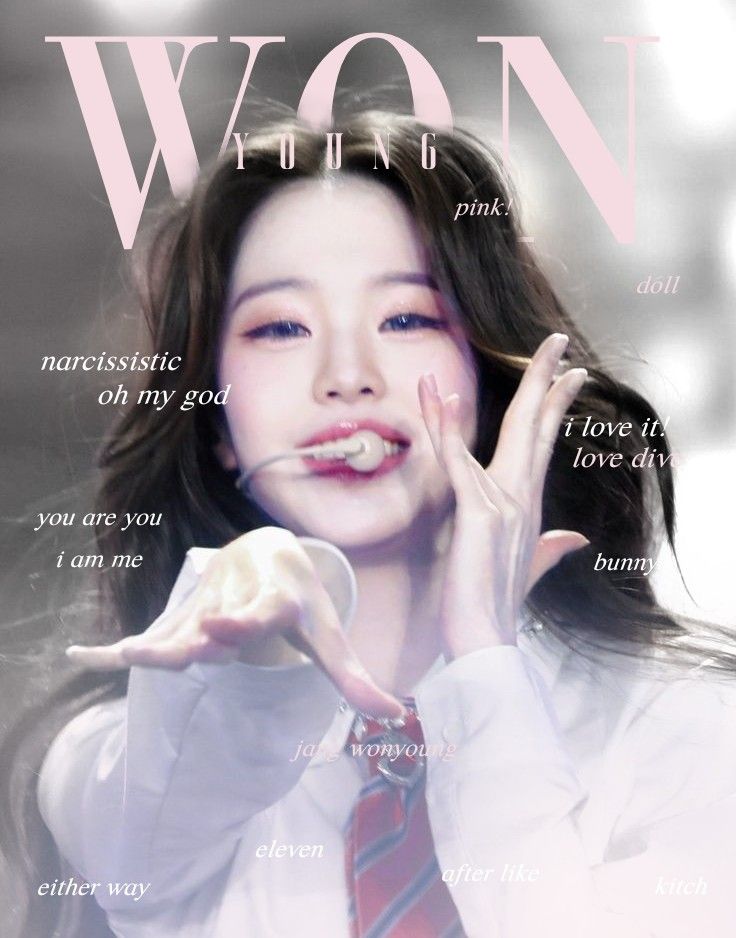 WON
YOUNG
pink!
doll
narcissistic
oh my god
i love it!
love dive
you are you
i am me
bunny
jang wonyoung
eleven
after like
either way
kitch